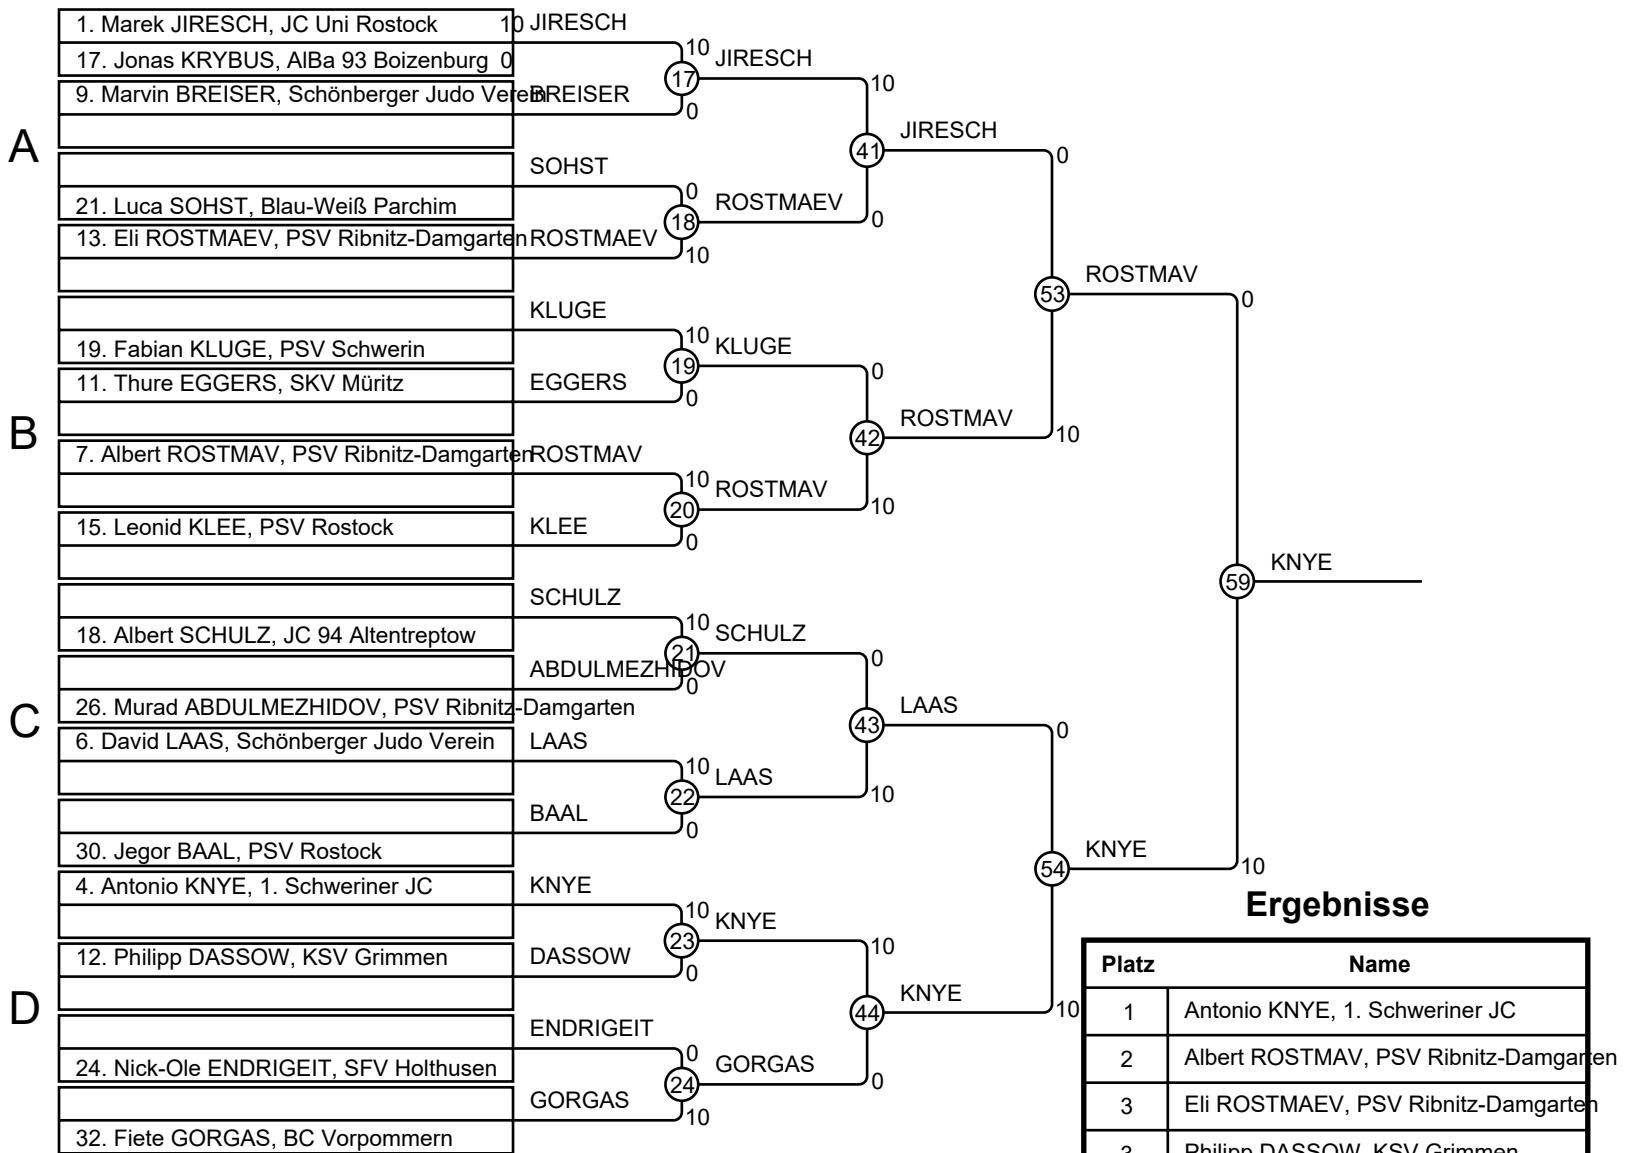 1. Marek JIRESCH, JC Uni Rostock 10 JIRESCH
10
17. Jonas KRYBUS, AlBa 93 Boizenburg 0
17 JIRESCH
9. Marvin BREISER, Schönberger Judo Verein BREISER
0
10
A
41 JIRESCH
SOHST
0
21. Luca SOHST, Blau-Weiß Parchim
18 ROSTMAEV
13. Eli ROSTMAEV, PSV Ribnitz-Damgarten ROSTMAEV
10
0
0
53 ROSTMAV
KLUGE
10
19. Fabian KLUGE, PSV Schwerin
19 KLUGE
11. Thure EGGERS, SKV Müritz EGGERS
0
0
B
42 ROSTMAV
7. Albert ROSTMAV, PSV Ribnitz-Damgarten ROSTMAV
10
20 ROSTMAV
15. Leonid KLEE, PSV Rostock KLEE
0
10
10
0
59 KNYE
SCHULZ
10
18. Albert SCHULZ, JC 94 Altentreptow
21 SCHULZ
ABDULMEZHIDOV
0
26. Murad ABDULMEZHIDOV, PSV Ribnitz-Damgarten
0
C
43 LAAS
6. David LAAS, Schönberger Judo Verein LAAS
10
22 LAAS
BAAL
0
30. Jegor BAAL, PSV Rostock
10
0
54 KNYE
10
4. Antonio KNYE, 1. Schweriner JC KNYE
10
23 KNYE
12. Philipp DASSOW, KSV Grimmen DASSOW
0
10
D
44 KNYE
10
ENDRIGEIT
0
24. Nick-Ole ENDRIGEIT, SFV Holthusen
24 GORGAS
GORGAS
10
0
32. Fiete GORGAS, BC Vorpommern
Ergebnisse
Platz Name
1 Antonio KNYE, 1. Schweriner JC
2 Albert ROSTMAV, PSV Ribnitz-Damgarten
3 Eli ROSTMAEV, PSV Ribnitz-Damgarten
3 Philipp DASSOW, KSV Grimmen